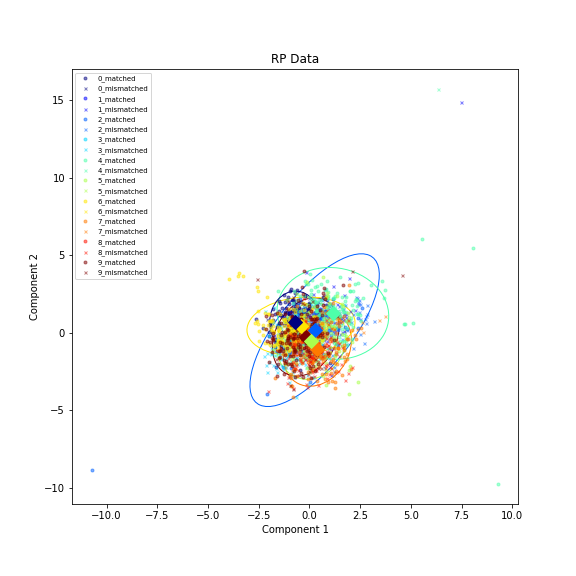 RP Data
0_matched
0_mismatched
1_matched
1_mismatched
2_matched
2_mismatched
3_matched
3_mismatched
4_matched
4_mismatched
5_matched
5_mismatched
6_matched
6_mismatched
7_matched
7_mismatched
8_matched
8_mismatched
9_matched
9_mismatched
15
10
5
0
−5
−10
Component 2
−10.0 −7.5 −5.0 −2.5 0.0 2.5 5.0 7.5 10.0
Component 1